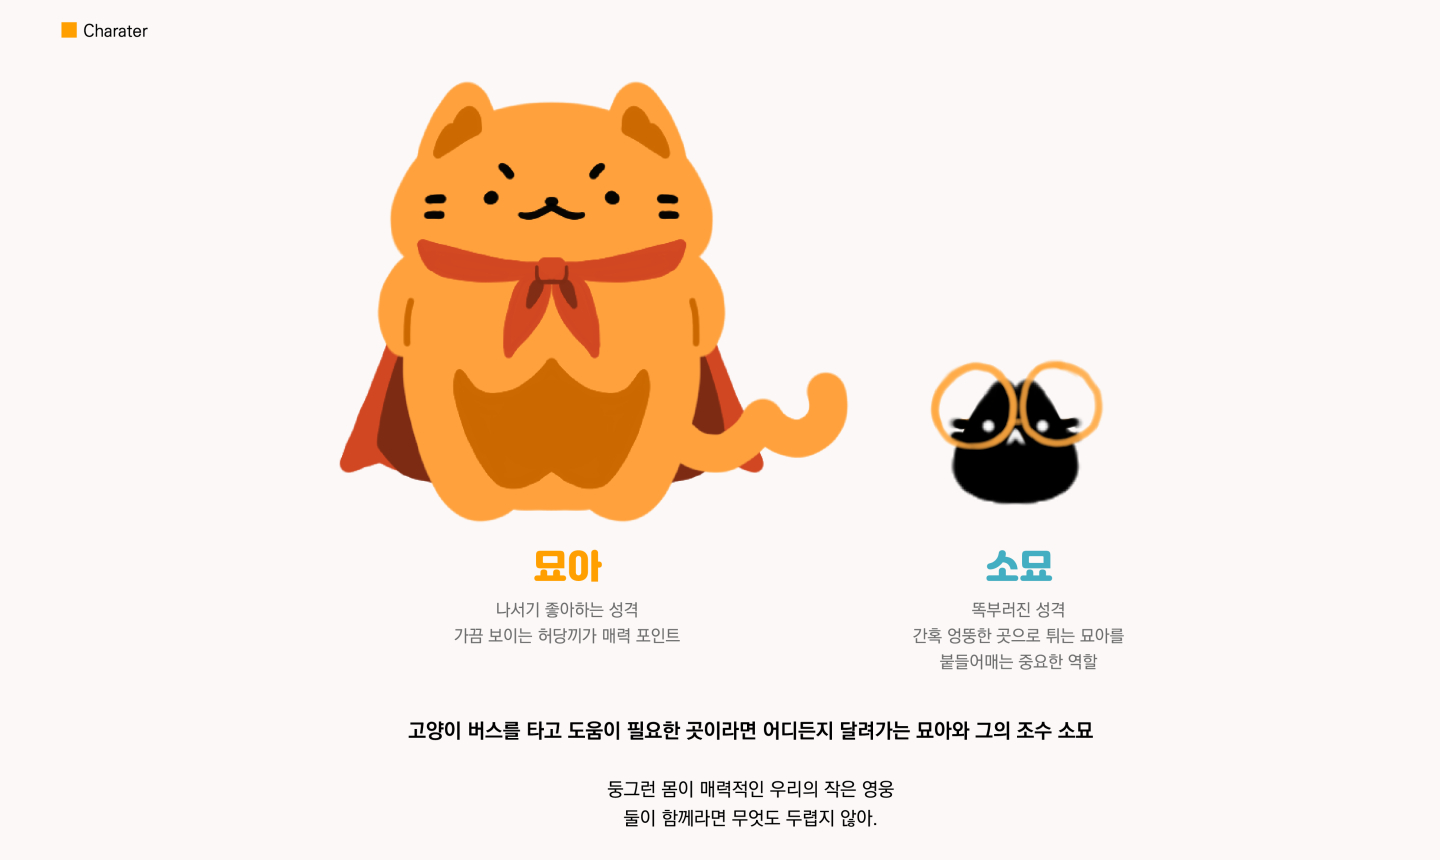 Charater
묘아
나서기 좋아하는 성격
가끔 보이는 허당끼가 매력 포인트
소묘
똑부러진 성격
간혹 엉뚱한 곳으로 튀는 묘아를
붙들어매는 중요한 역할
고양이 버스를 타고 도움이 필요한 곳이라면 어디든지 달려가는 묘아와 그의 조수 소묘
둥그런 몸이 매력적인 우리의 작은 영웅
둘이 함께라면 무엇도 두렵지 않아.